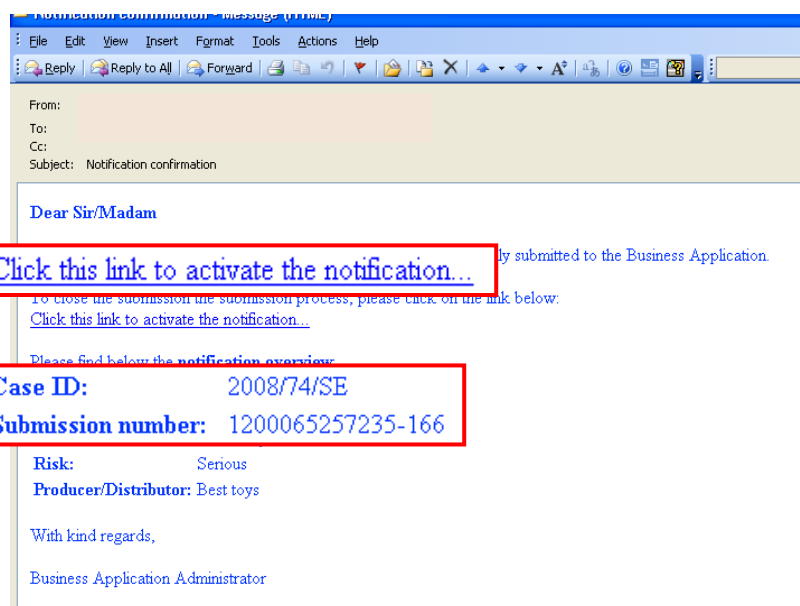 Notification confirmation - Message (HTML)
File Edit View Insert Format Tools Actions Help
Reply Reply to All Forward
From:
To:
Cc:
Subject: Notification confirmation
Dear Sir/Madam
submitted to the Business Application.
Click this link to activate the notification...
To close the submission the submission process, please click on the link below:
Click this link to activate the notification...
Please find below the notification overview
Case ID: 2008/74/SE
Submission number: 1200065257235-166
Risk: Serious
Producer/Distributor: Best toys
With kind regards,
Business Application Administrator